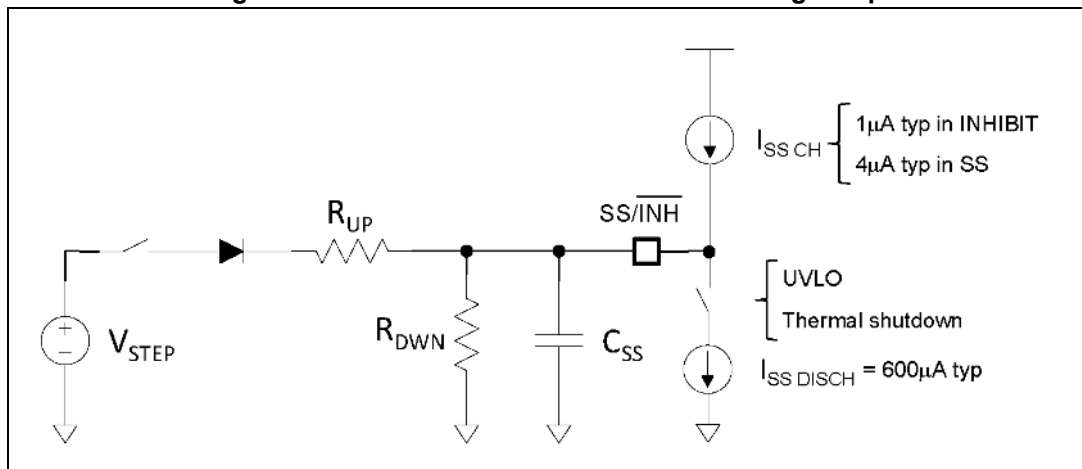 I_SS CH
1μA typ in INHIBIT
4μA typ in SS
R_UP
SS/I̅N̅H̅
V_STEP
R_DWN
C_SS
UVLO
Thermal shutdown
I_SS DISCH = 600μA typ